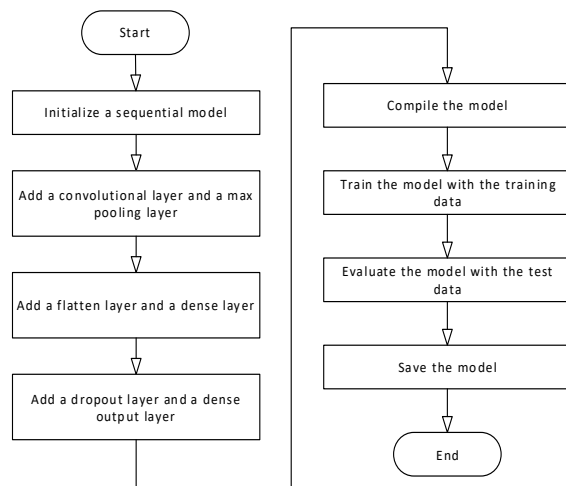 Start
Initialize a sequential model
Add a convolutional layer and a max
pooling layer
Add a flatten layer and a dense layer
Add a dropout layer and a dense
output layer
Compile the model
Train the model with the training
data
Evaluate the model with the test
data
Save the model
End